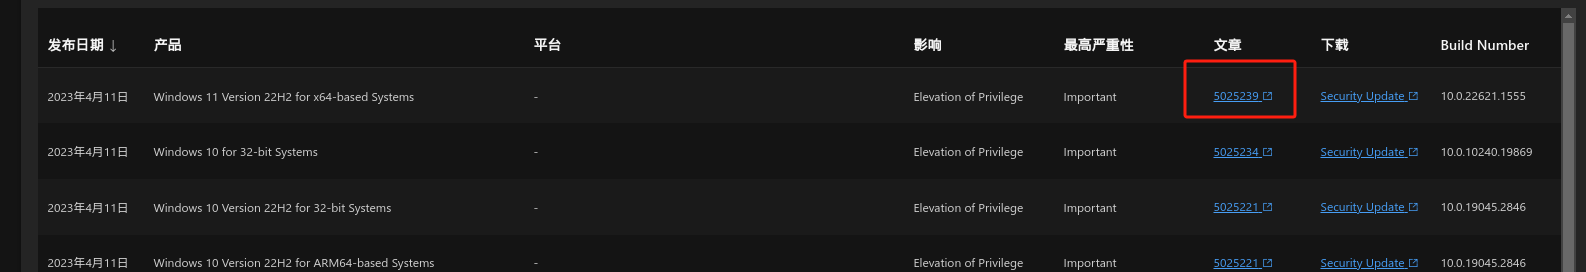 发布日期 ↓ 产品 平台 影响 最高严重性 文章 下载 Build Number
2023年4月11日 Windows 11 Version 22H2 for x64-based Systems - Elevation of Privilege Important 5025239 Security Update 10.0.22621.1555
2023年4月11日 Windows 10 for 32-bit Systems - Elevation of Privilege Important 5025234 Security Update 10.0.10240.19869
2023年4月11日 Windows 10 Version 22H2 for 32-bit Systems - Elevation of Privilege Important 5025221 Security Update 10.0.19045.2846
2023年4月11日 Windows 10 Version 22H2 for ARM64-based Systems - Elevation of Privilege Important 5025221 Security Update 10.0.19045.2846